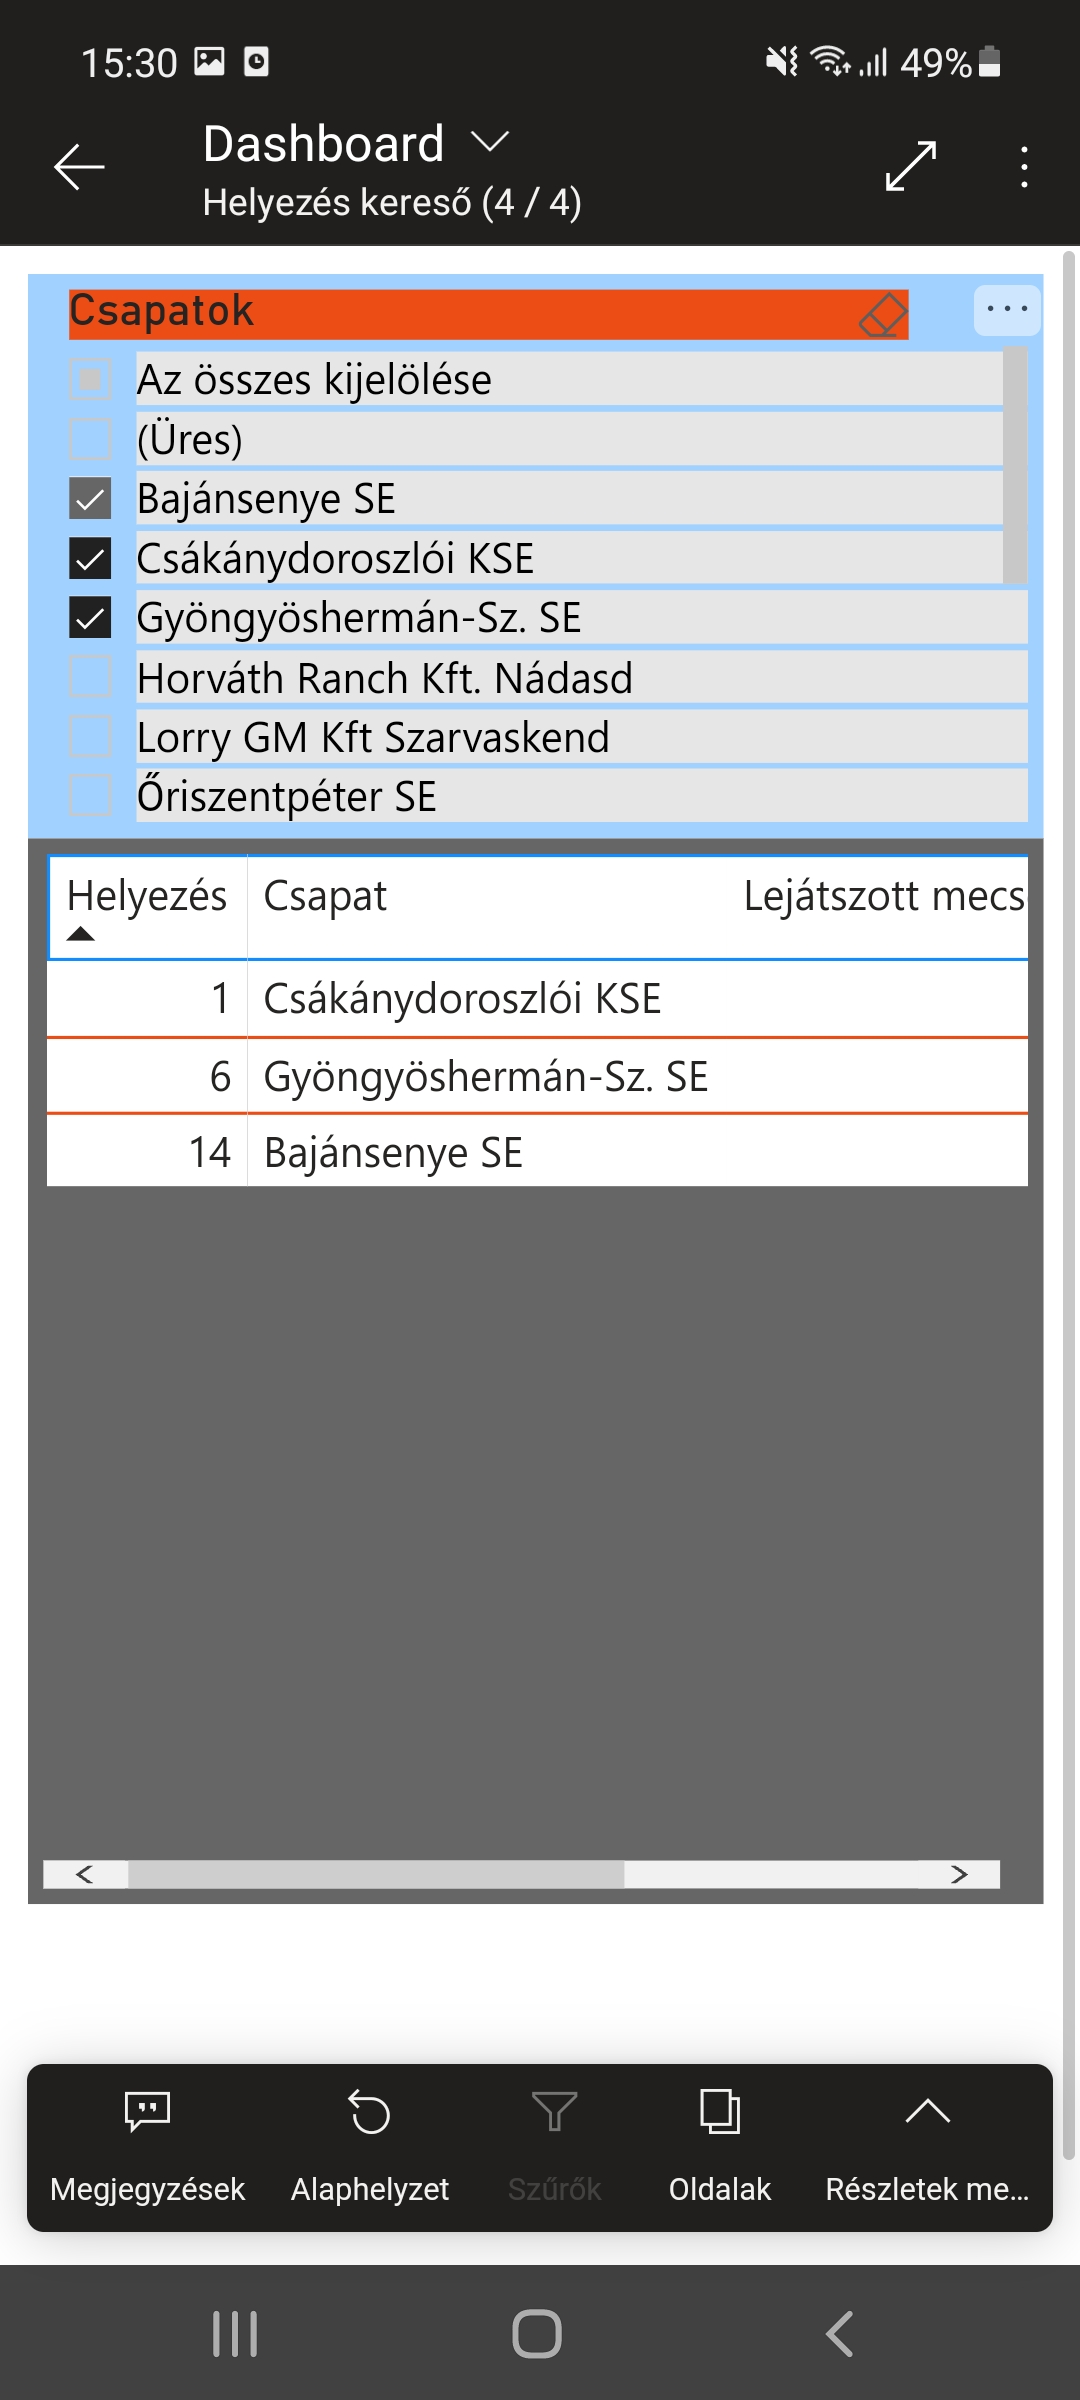 15:30
49%
Dashboard
Helyezés kereső (4 / 4)
Csapatok
Az összes kijelölése
(Üres)
Bajánsenye SE
Csákánydoroszlói KSE
Gyöngyöshermán-Sz. SE
Horváth Ranch Kft. Nádasd
Lorry GM Kft Szarvaskend
Őriszentpéter SE
Helyezés Csapat Lejátszott mecs
1 Csákánydoroszlói KSE
6 Gyöngyöshermán-Sz. SE
14 Bajánsenye SE
Megjegyzések Alaphelyzet Szűrők Oldalak Részletek me...